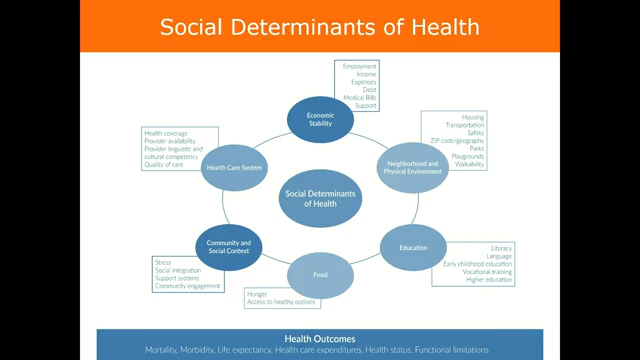 Social Determinants of Health
Employment
Income
Expenses
Debt
Medical Bills
Support
Economic
Stability
Housing
Transportation
Safety
ZIP code/geography
Parks
Playgrounds
Walkability
Neighborhood and
Physical Environment
Health coverage
Provider availability
Provider linguistic and
cultural competency
Quality of care
Health Care System
Social Determinants
of Health
Community and
Social Context
Stress
Social integration
Support systems
Community engagement
Food
Hunger
Access to healthy options
Education
Literacy
Language
Early childhood education
Vocational training
Higher education
Health Outcomes
Mortality, Morbidity, Life expectancy, Health care expenditures, Health status, Functional limitations